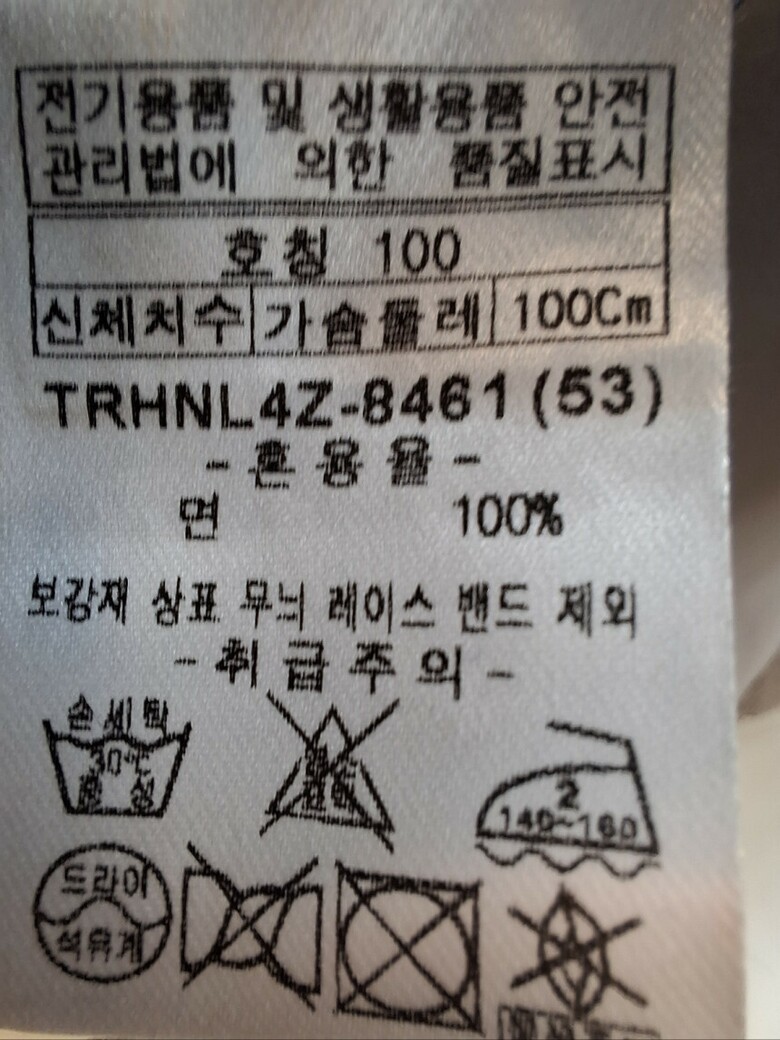 전기용품 및 생활용품 안전
관리법에 의한 품질표시
호칭 100
신체치수 가슴둘레 100Cm
TRHNL4Z-8461(53)
-혼용율-
면 100%
보강재 상표 무늬 레이스 밴드 제외
-취급주의-
손세탁
30℃
중성
2
140~160
드라이
석유계